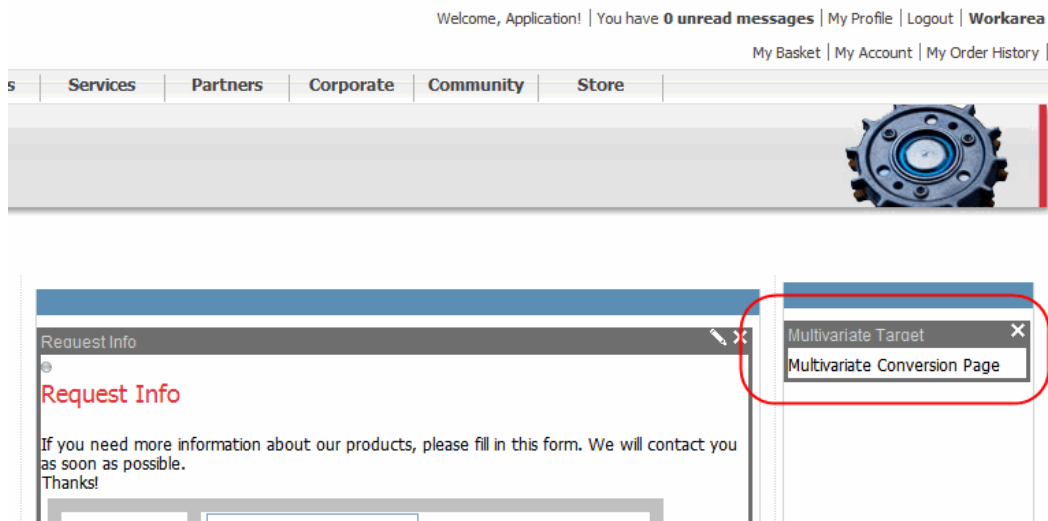 Welcome, Application! | You have 0 unread messages | My Profile | Logout | Workarea
My Basket | My Account | My Order History |
s | Services | Partners | Corporate | Community | Store |
Request Info
Multivariate Target
Multivariate Conversion Page
Request Info
If you need more information about our products, please fill in this form. We will contact you
as soon as possible.
Thanks!